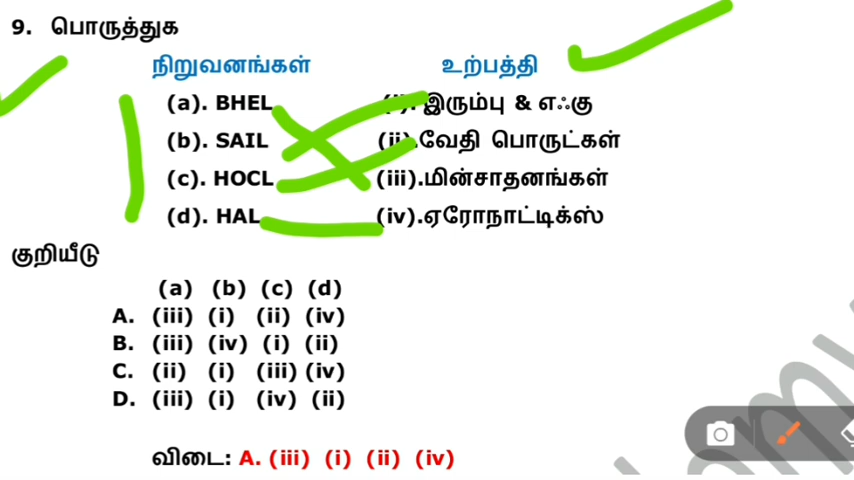 9. பொருத்துக
நிறுவனங்கள் உற்பத்தி
(a). BHEL (i). இரும்பு & எஃகு
(b). SAIL (ii).வேதி பொருட்கள்
(c). HOCL (iii).மின்சாதனங்கள்
(d). HAL (iv).ஏரோநாட்டிக்ஸ்
குறியீடு
(a) (b) (c) (d)
A. (iii) (i) (ii) (iv)
B. (iii) (iv) (i) (ii)
C. (ii) (i) (iii) (iv)
D. (iii) (i) (iv) (ii)
விடை: A. (iii) (i) (ii) (iv)